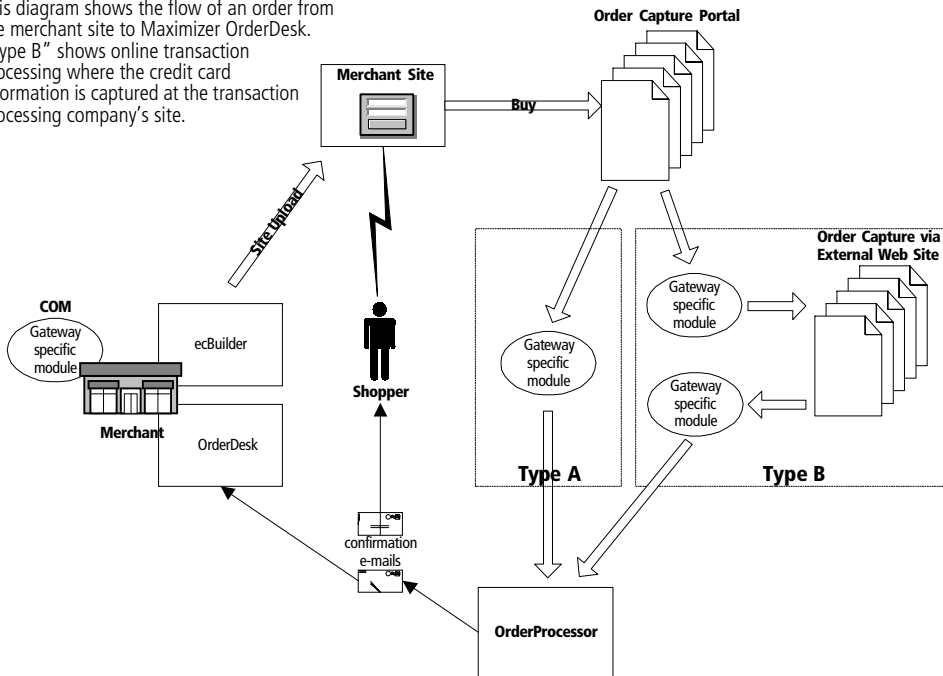 is diagram shows the flow of an order from
e merchant site to Maximizer OrderDesk.
ype B” shows online transaction
ocessing where the credit card
ormation is captured at the transaction
ocessing company’s site.
Order Capture Portal
Merchant Site
Buy
Site Upload
Order Capture via
External Web Site
Gateway
specific
module
COM
Gateway
specific
module
ecBuilder
Gateway
specific
module
Shopper
Gateway
specific
module
Merchant
OrderDesk
Type A
Type B
confirmation
e-mails
OrderProcessor